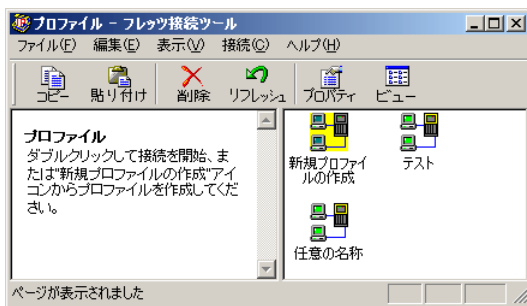 プロファイル - フレッツ接続ツール
ファイル(F) 編集(E) 表示(V) 接続(C) ヘルプ(H)
コピー 貼り付け 削除 リフレッシュ プロパティ ビュー
プロファイル
ダブルクリックして接続を開始、ま
たは"新規プロファイルの作成"アイ
コンからプロファイルを作成してくだ
さい。
新規プロファイ
ルの作成
テスト
任意の名称
ページが表示されました